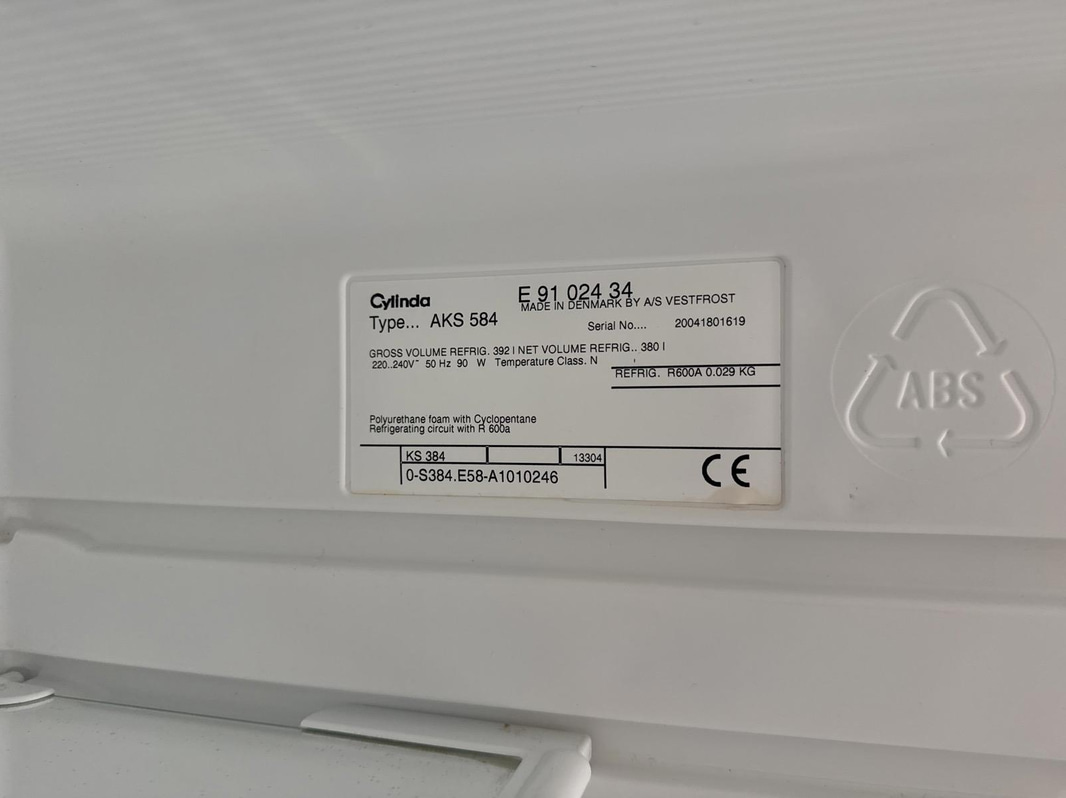 Cylinda
E 91 024 34
MADE IN DENMARK BY A/S VESTFROST
Type... AKS 584
Serial No.... 20041801619
GROSS VOLUME REFRIG. 392 l NET VOLUME REFRIG.. 380 l
220..240V~ 50 Hz 90 W Temperature Class. N
REFRIG. R600A 0.029 KG
Polyurethane foam with Cyclopentane
Refrigerating circuit with R 600a
KS 384 13304
0-S384.E58-A1010246
CE
ABS